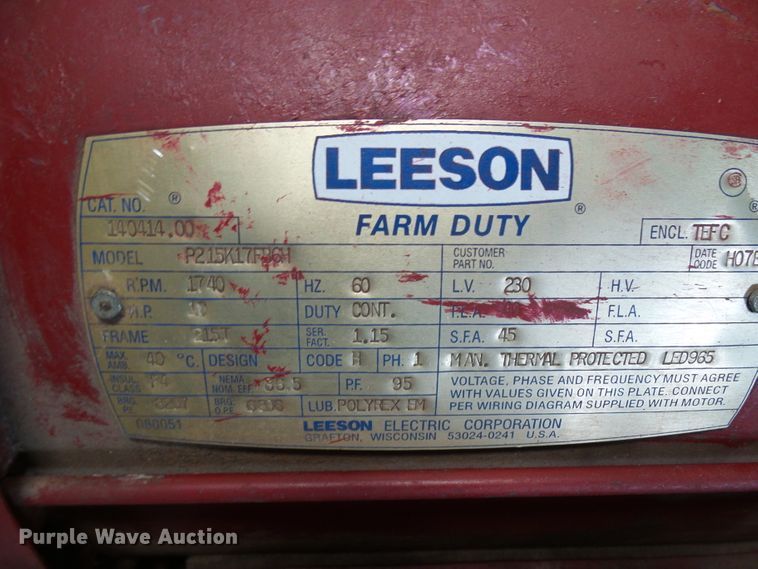 LEESON
®
®
®
FARM DUTY
CAT. NO. 140414.00
ENCL. TEFC
MODEL P215K17FB6H
CUSTOMER PART NO.
DATE CODE H07
R.P.M. 1740 HZ. 60 L.V. 230 H.V.
H.P. DUTY CONT. F.L.A. F.L.A.
FRAME 215T SER. FACT. 1.15 S.F.A. 45 S.F.A.
MAX. AMB. 40 °C. DESIGN CODE H PH. 1 MAN. THERMAL PROTECTED LED965
INSUL. CLASS NEMA NOM. EFF. 86.5 P.F. 95
VOLTAGE, PHASE AND FREQUENCY MUST AGREE
WITH VALUES GIVEN ON THIS PLATE. CONNECT
PER WIRING DIAGRAM SUPPLIED WITH MOTOR.
BRG. P.E. BRG. O.P.E. LUB. POLYREX EM
080051
LEESON ELECTRIC CORPORATION
GRAFTON, WISCONSIN 53024-0241 U.S.A.
Purple Wave Auction